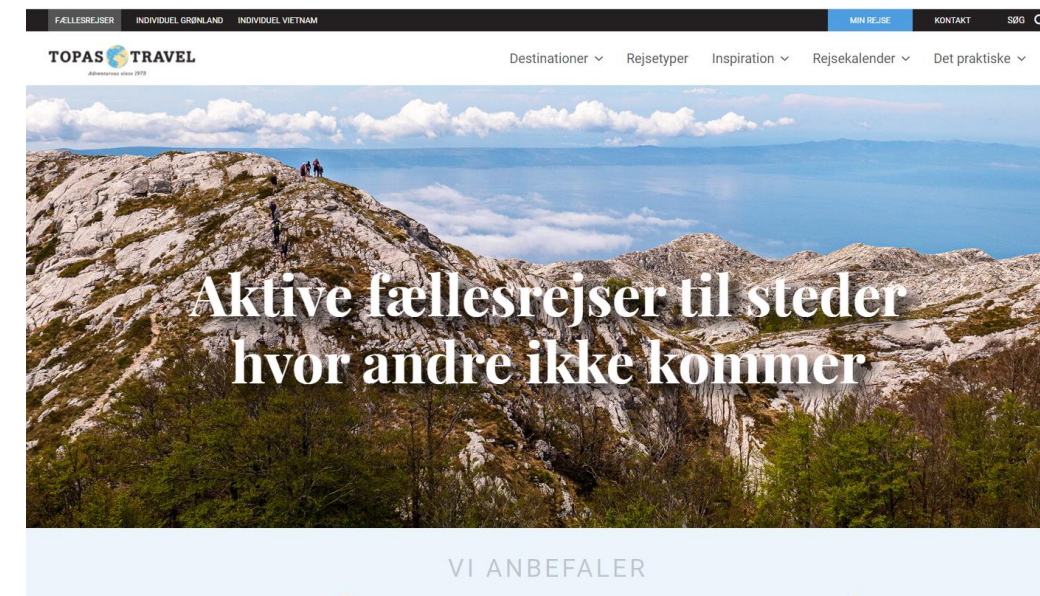 FÆLLESREJSER INDIVIDUEL GRØNLAND INDIVIDUEL VIETNAM MIN REJSE KONTAKT SØG
TOPAS TRAVEL
Adventurous since 1973
Destinationer Rejsetyper Inspiration Rejsekalender Det praktiske
Aktive fællesrejser til steder
hvor andre ikke kommer
VI ANBEFALER